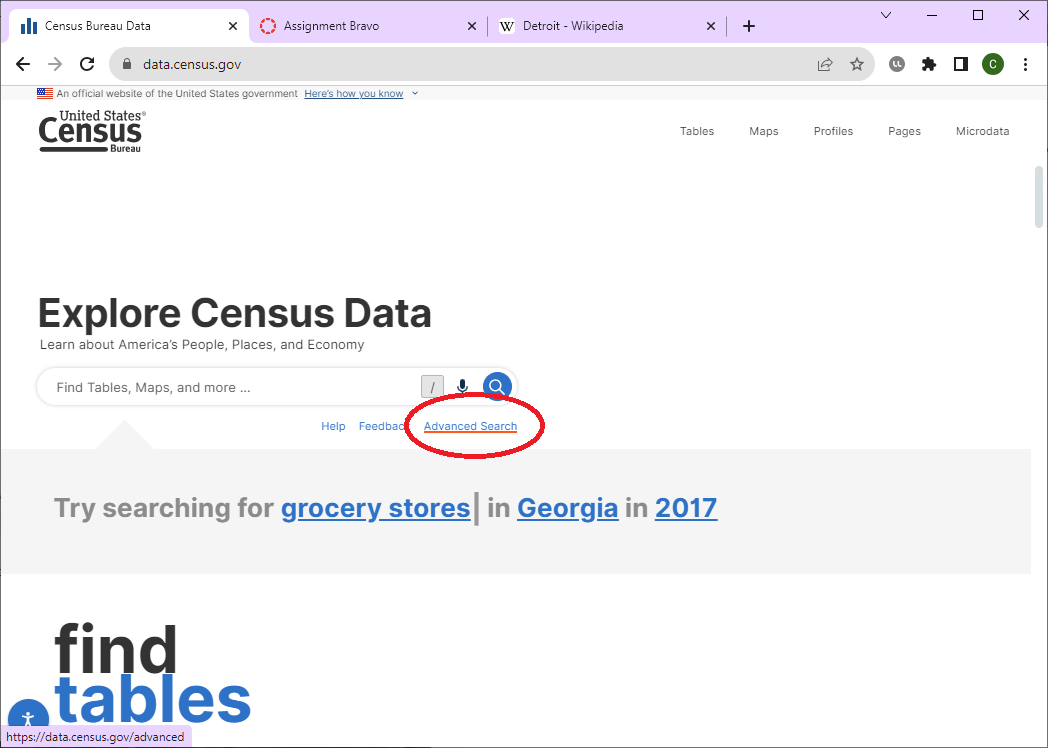 Census Bureau Data
Assignment Bravo
W Detroit - Wikipedia
data.census.gov
C
An official website of the United States government Here's how you know
United States®
Census
Bureau
Tables Maps Profiles Pages Microdata
Explore Census Data
Learn about America's People, Places, and Economy
Find Tables, Maps, and more ... /
Help Feedbac Advanced Search
Try searching for grocery stores| in Georgia in 2017
find
tables
https://data.census.gov/advanced